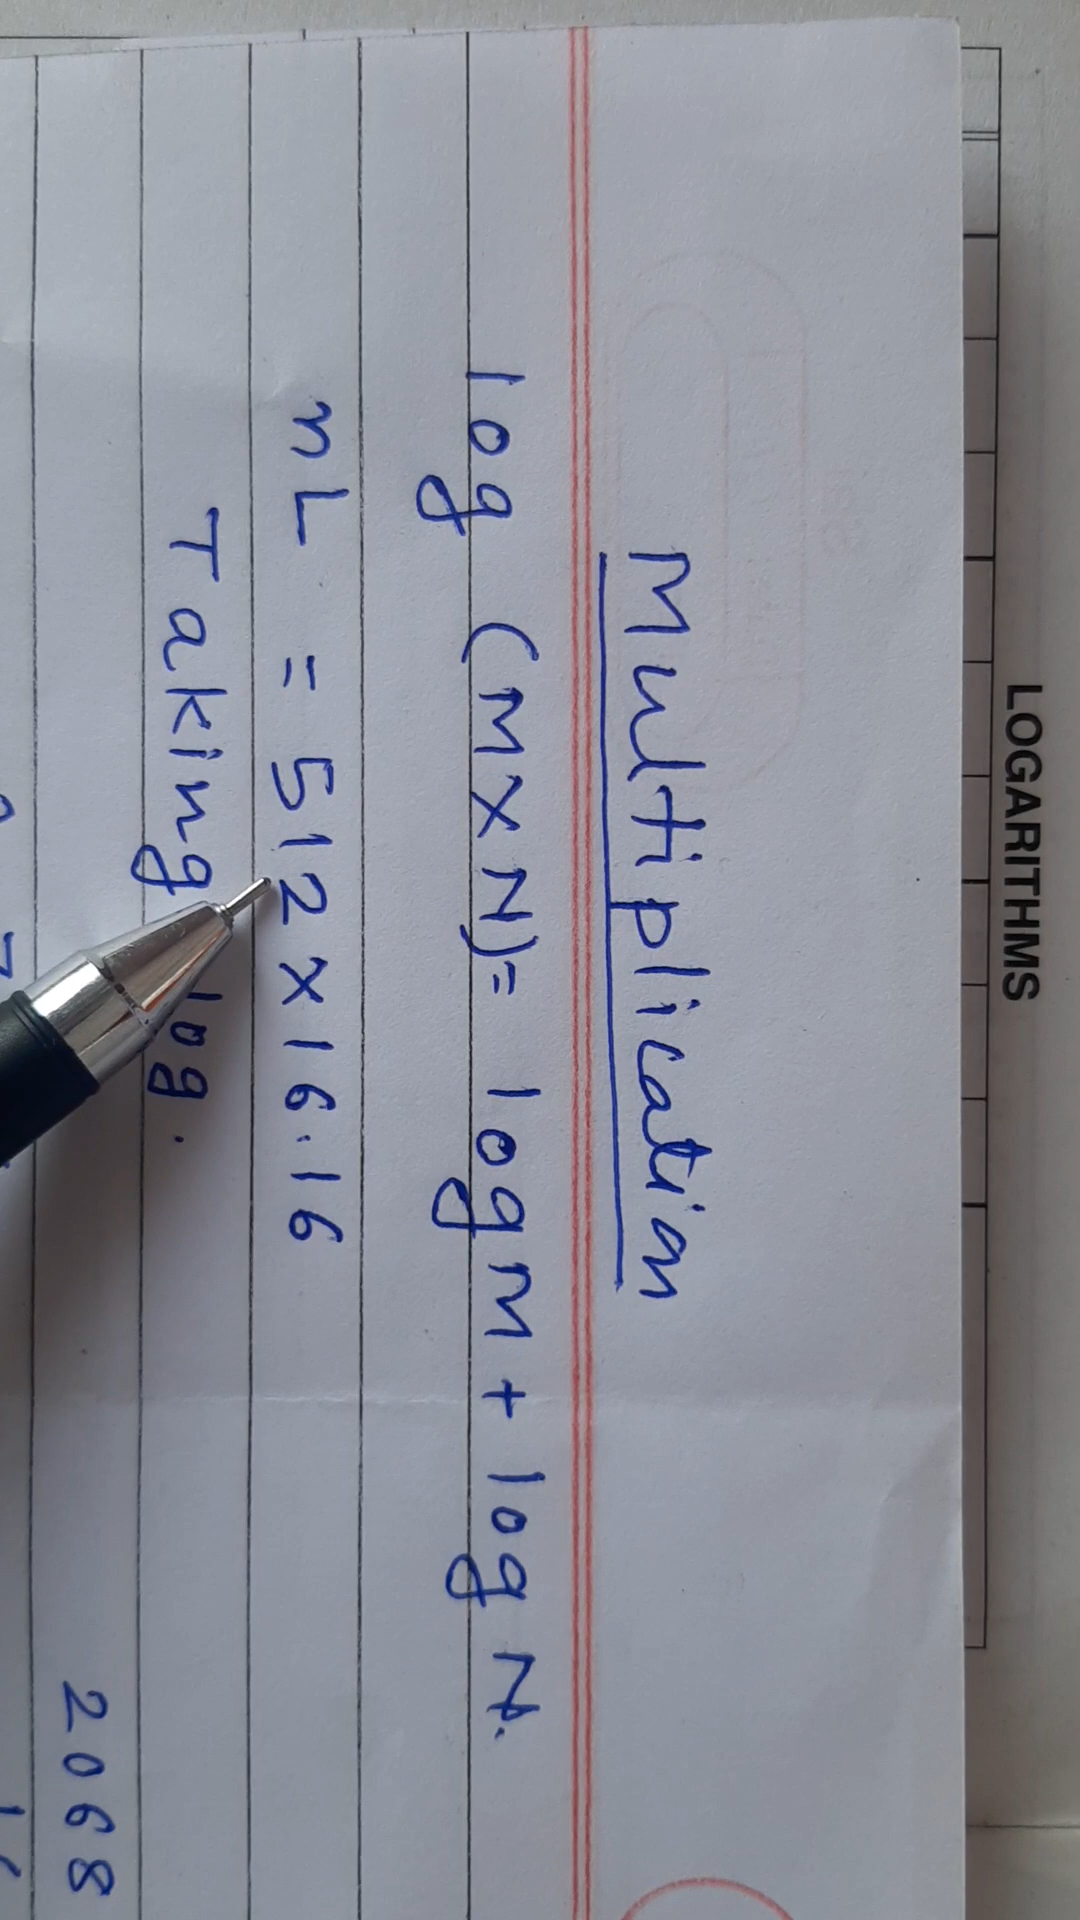 LOGARITHMS
Multiplication
log (M×N)= log M + log N.
nL = 512 × 16.16
Taking log.
2068